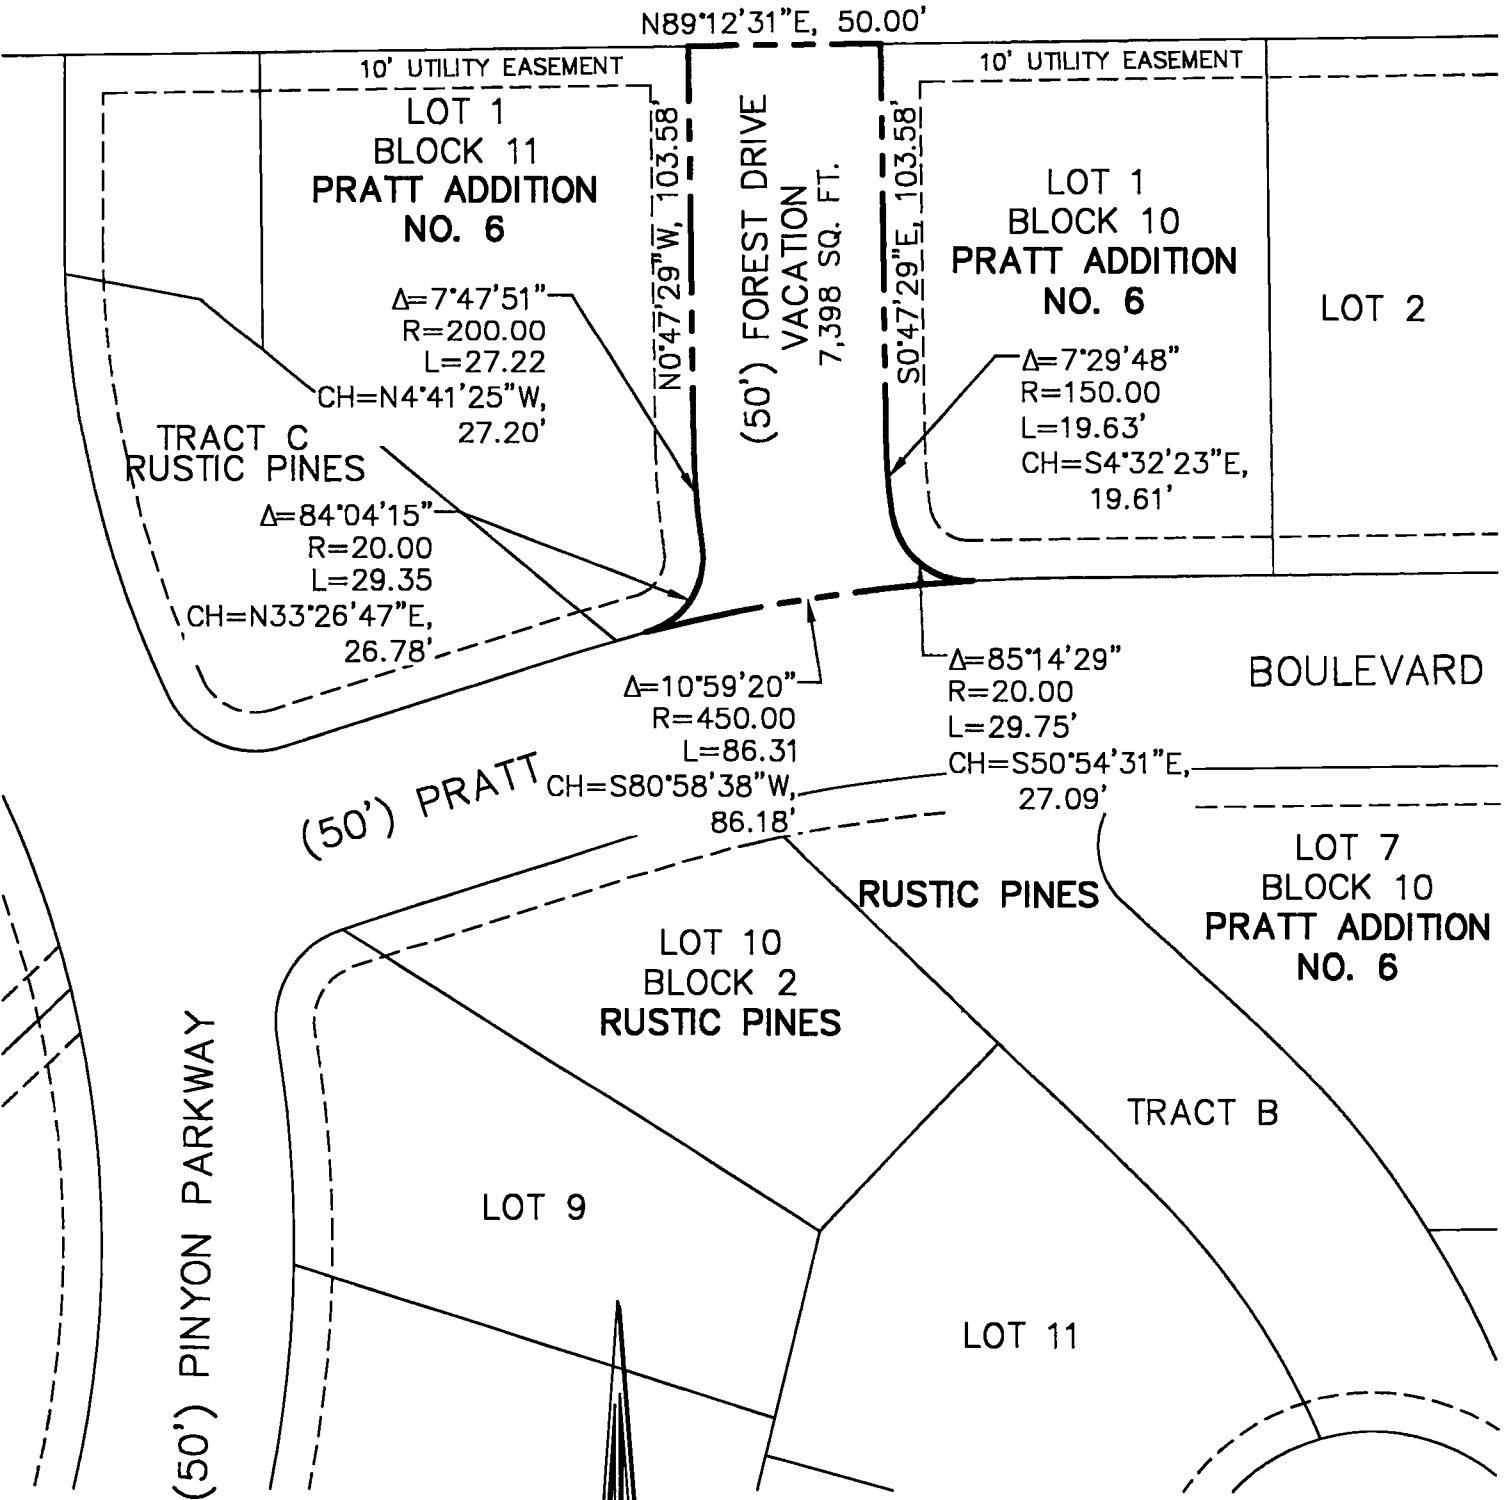 N89°12'31"E, 50.00'
10' UTILITY EASEMENT
10' UTILITY EASEMENT
LOT 1
BLOCK 11
PRATT ADDITION
NO. 6
N0°47'29"W, 103.58'
(50') FOREST DRIVE
VACATION
7,398 SQ. FT.
S0°47'29"E, 103.58'
LOT 1
BLOCK 10
PRATT ADDITION
NO. 6
LOT 2
Δ=7°47'51"
R=200.00
L=27.22
CH=N4°41'25"W,
27.20'
Δ=7°29'48"
R=150.00
L=19.63'
CH=S4°32'23"E,
19.61'
TRACT C
RUSTIC PINES
Δ=84°04'15"
R=20.00
L=29.35
CH=N33°26'47"E,
26.78'
Δ=10°59'20"
R=450.00
L=86.31
CH=S80°58'38"W,
86.18'
Δ=85°14'29"
R=20.00
L=29.75'
CH=S50°54'31"E,
27.09'
(50') PRATT
BOULEVARD
LOT 7
BLOCK 10
PRATT ADDITION
NO. 6
RUSTIC PINES
LOT 10
BLOCK 2
RUSTIC PINES
TRACT B
(50') PINYON PARKWAY
LOT 9
LOT 11